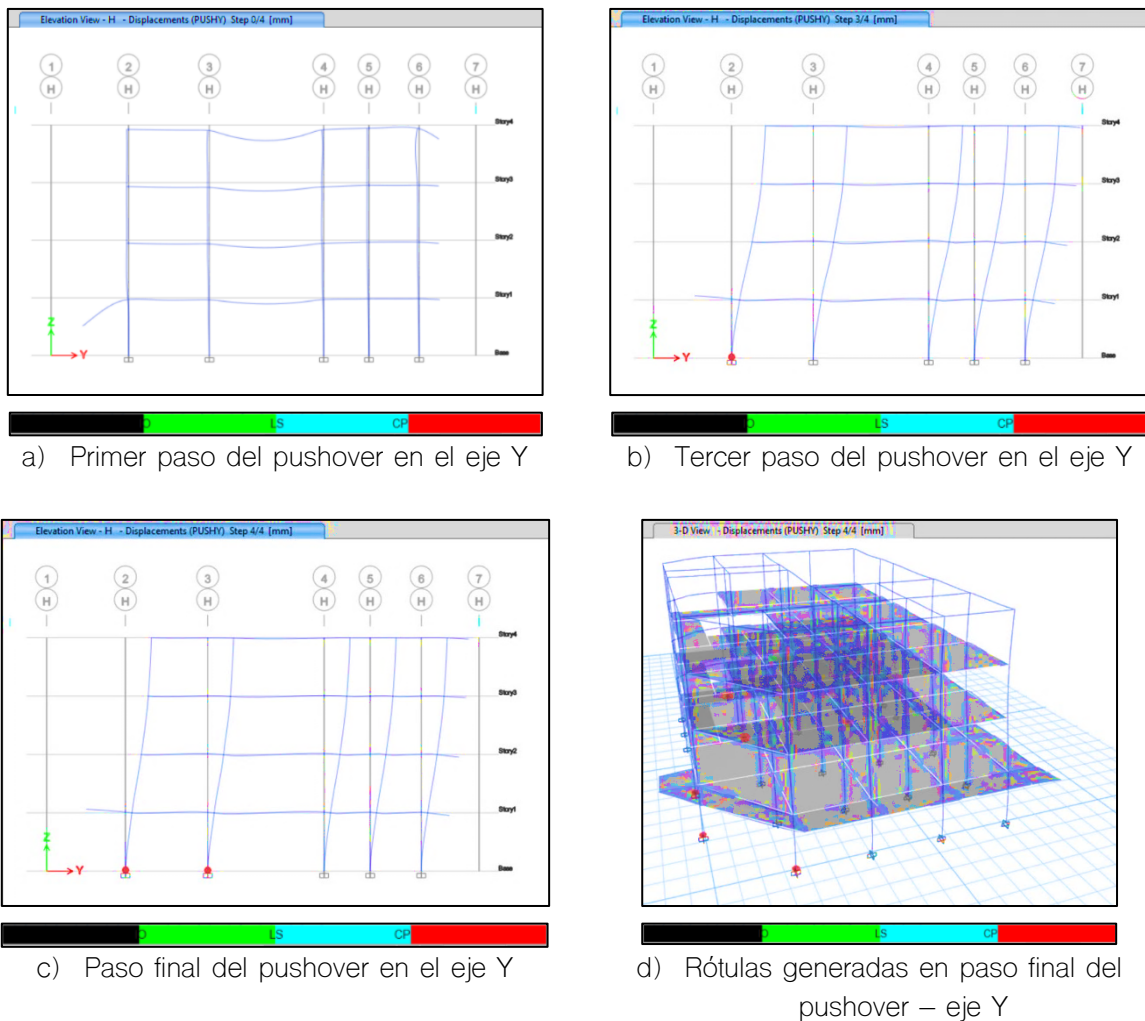 Elevation View - H - Displacements (PUSHY) Step 0/4 [mm]
1 2 3 4 5 6 7
H H H H H H H
Story4
Story3
Story2
Story1
Z
Y
Base
O LS CP
a) Primer paso del pushover en el eje Y
Elevation View - H - Displacements (PUSHY) Step 3/4 [mm]
1 2 3 4 5 6 7
H H H H H H H
Story4
Story3
Story2
Story1
Z
Y
Base
O LS CP
b) Tercer paso del pushover en el eje Y
Elevation View - H - Displacements (PUSHY) Step 4/4 [mm]
1 2 3 4 5 6 7
H H H H H H H
Story4
Story3
Story2
Story1
Z
Y
Base
O LS CP
c) Paso final del pushover en el eje Y
3-D View - Displacements (PUSHY) Step 4/4 [mm]
O LS CP
d) Rótulas generadas en paso final del
pushover – eje Y